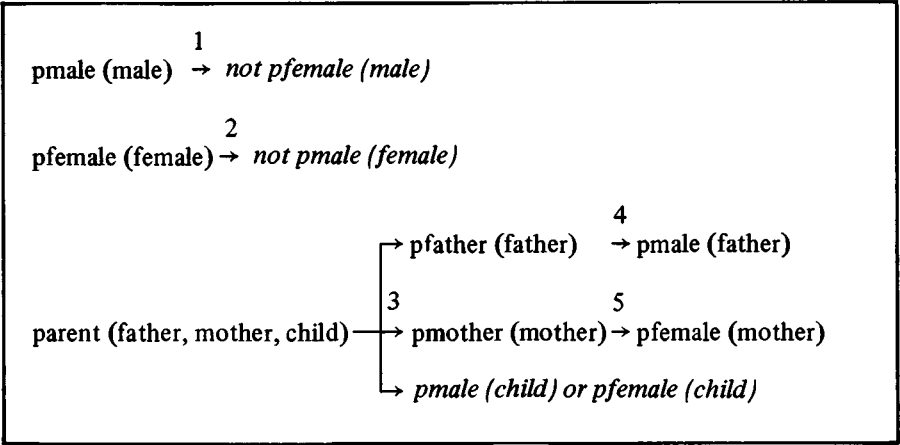 1
pmale (male) → not pfemale (male)
2
pfemale (female) → not pmale (female)
4
pfather (father) → pmale (father)
3 5
parent (father, mother, child) → pmother (mother) → pfemale (mother)
pmale (child) or pfemale (child)